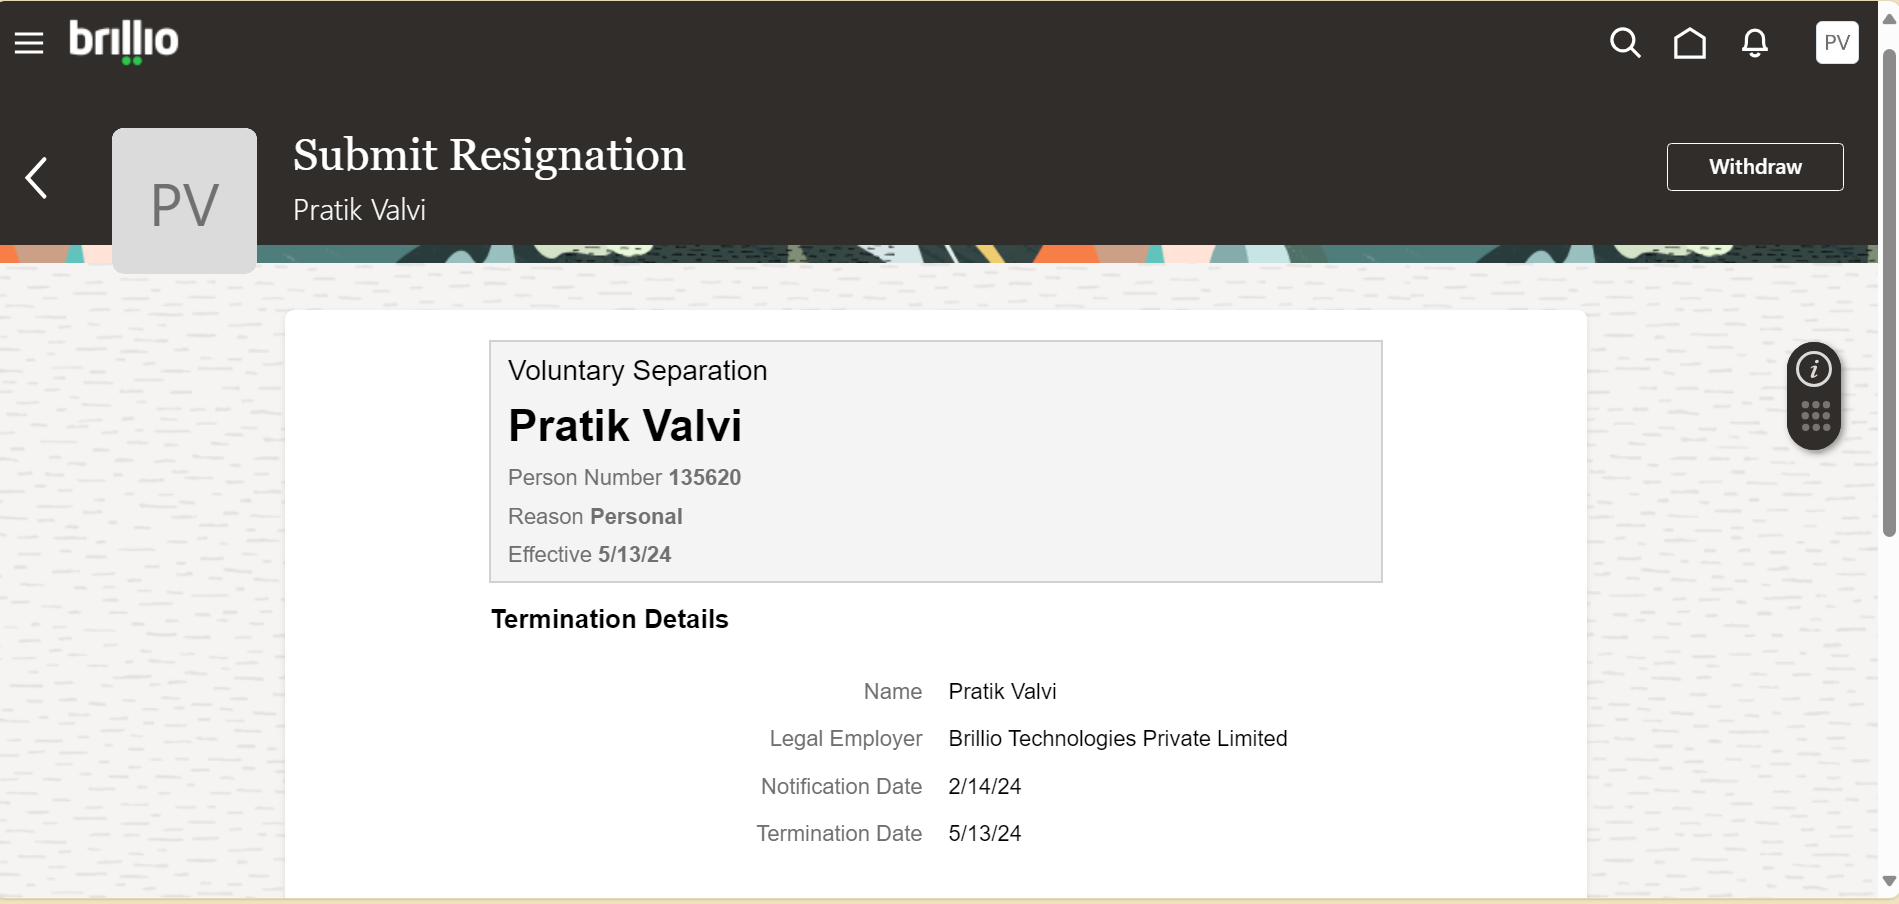 brillio
PV
Submit Resignation
Pratik Valvi
Withdraw
PV
Voluntary Separation
Pratik Valvi
Person Number 135620
Reason Personal
Effective 5/13/24
Termination Details
Name Pratik Valvi
Legal Employer Brillio Technologies Private Limited
Notification Date 2/14/24
Termination Date 5/13/24